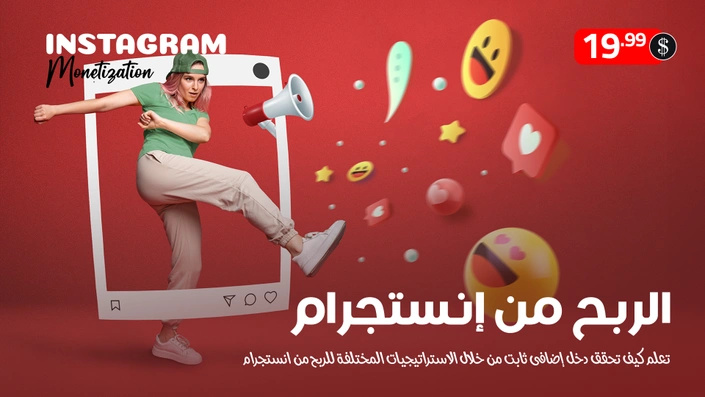 INSTAGRAM
Monetization
19.99 $
الربح من إنستجرام
تعلم كيف تحقق دخل إضافي ثابت من خلال الاستراتيجيات المختلفة للربح من انستجرام